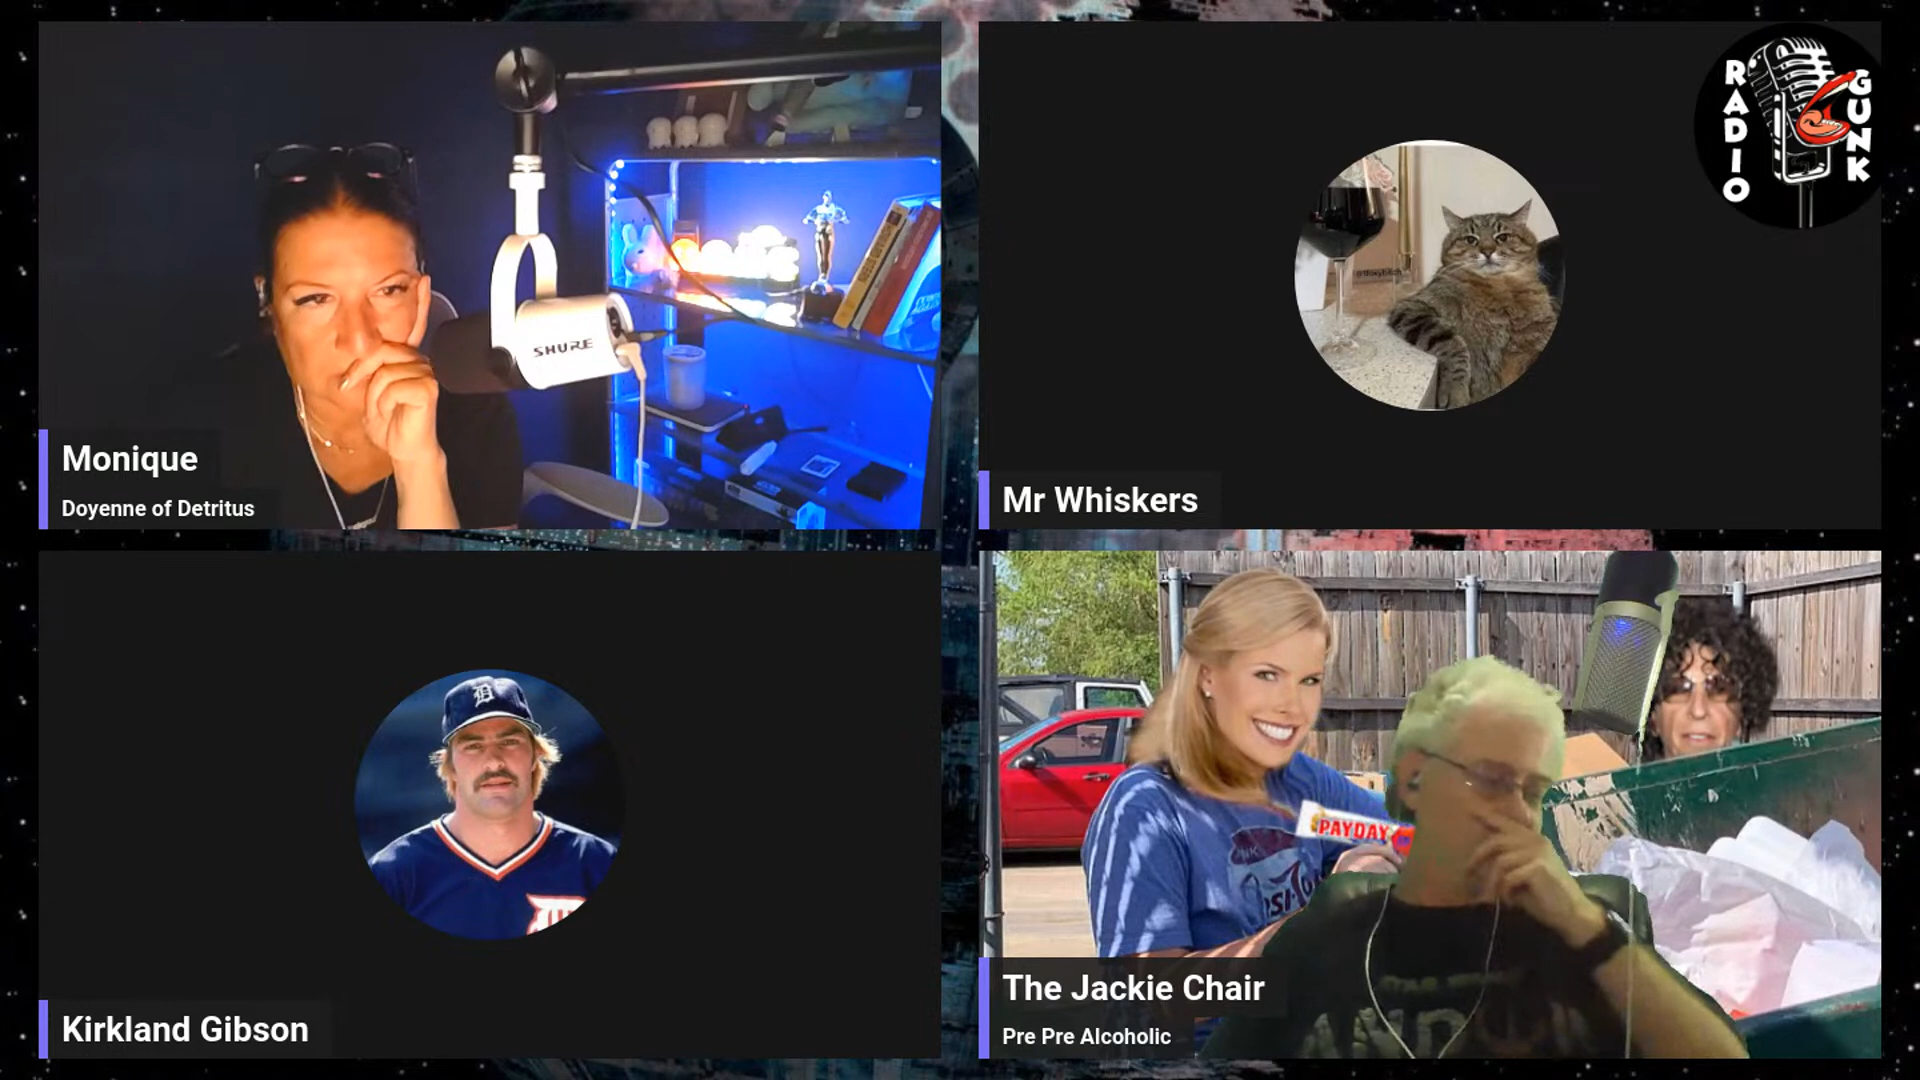 RADIO
GUNK
SHURE
Monique
Doyenne of Detritus
Mr Whiskers
D
PAYDAY
Kirkland Gibson
The Jackie Chair
Pre Pre Alcoholic